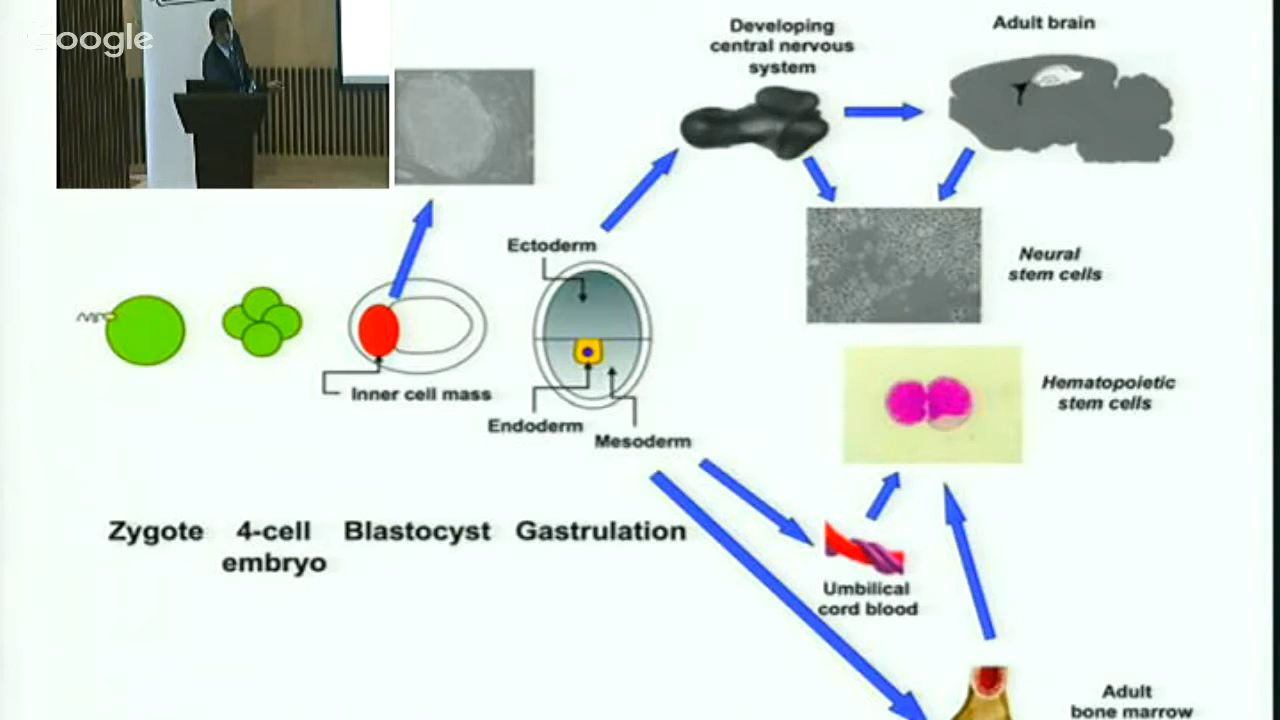 Google
Developing
central nervous
system
Adult brain
Ectoderm
Neural
stem cells
Inner cell mass
Endoderm
Mesoderm
Hematopoietic
stem cells
Zygote
4-cell
embryo
Blastocyst
Gastrulation
Umbilical
cord blood
Adult
bone marrow